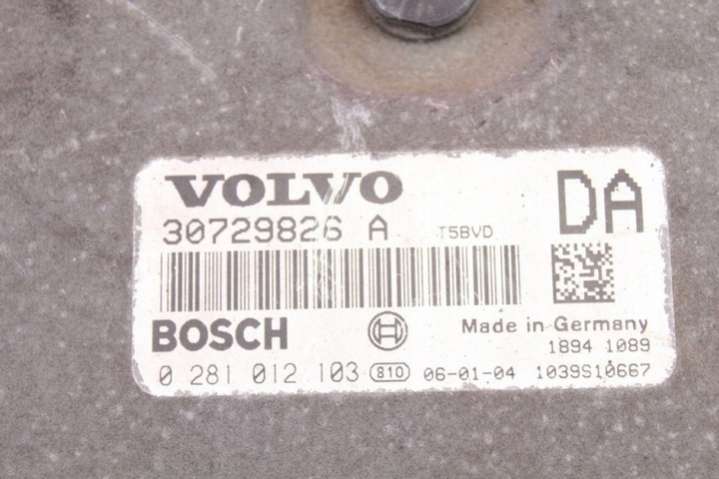 VOLVO DA
30729826 A T5BVD
BOSCH Made in Germany
1894 1089
0 281 012 103 810 06-01-04 1039S10667